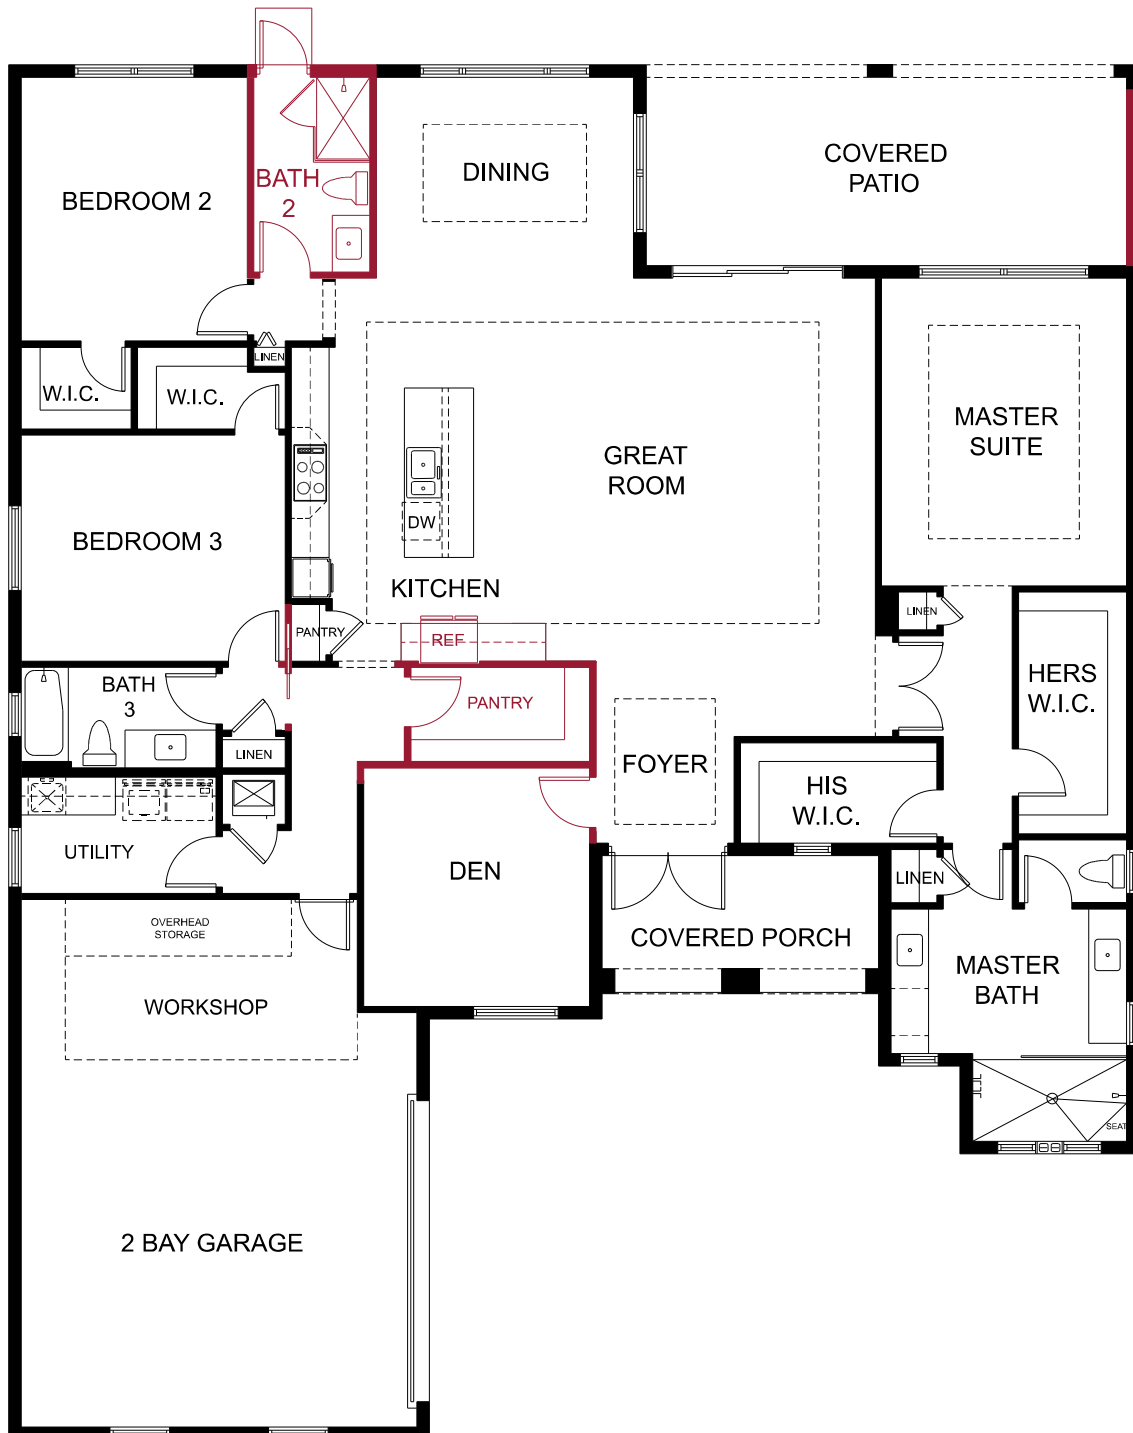 DINING
COVERED
PATIO
BEDROOM 2
BATH
2
LINEN
W.I.C.
W.I.C.
MASTER
SUITE
GREAT
ROOM
DW
BEDROOM 3
KITCHEN
LINEN
PANTRY
REF
HERS
W.I.C.
BATH
3
PANTRY
LINEN
FOYER
HIS
W.I.C.
UTILITY
DEN
LINEN
OVERHEAD
STORAGE
COVERED PORCH
MASTER
BATH
WORKSHOP
SEAT
2 BAY GARAGE